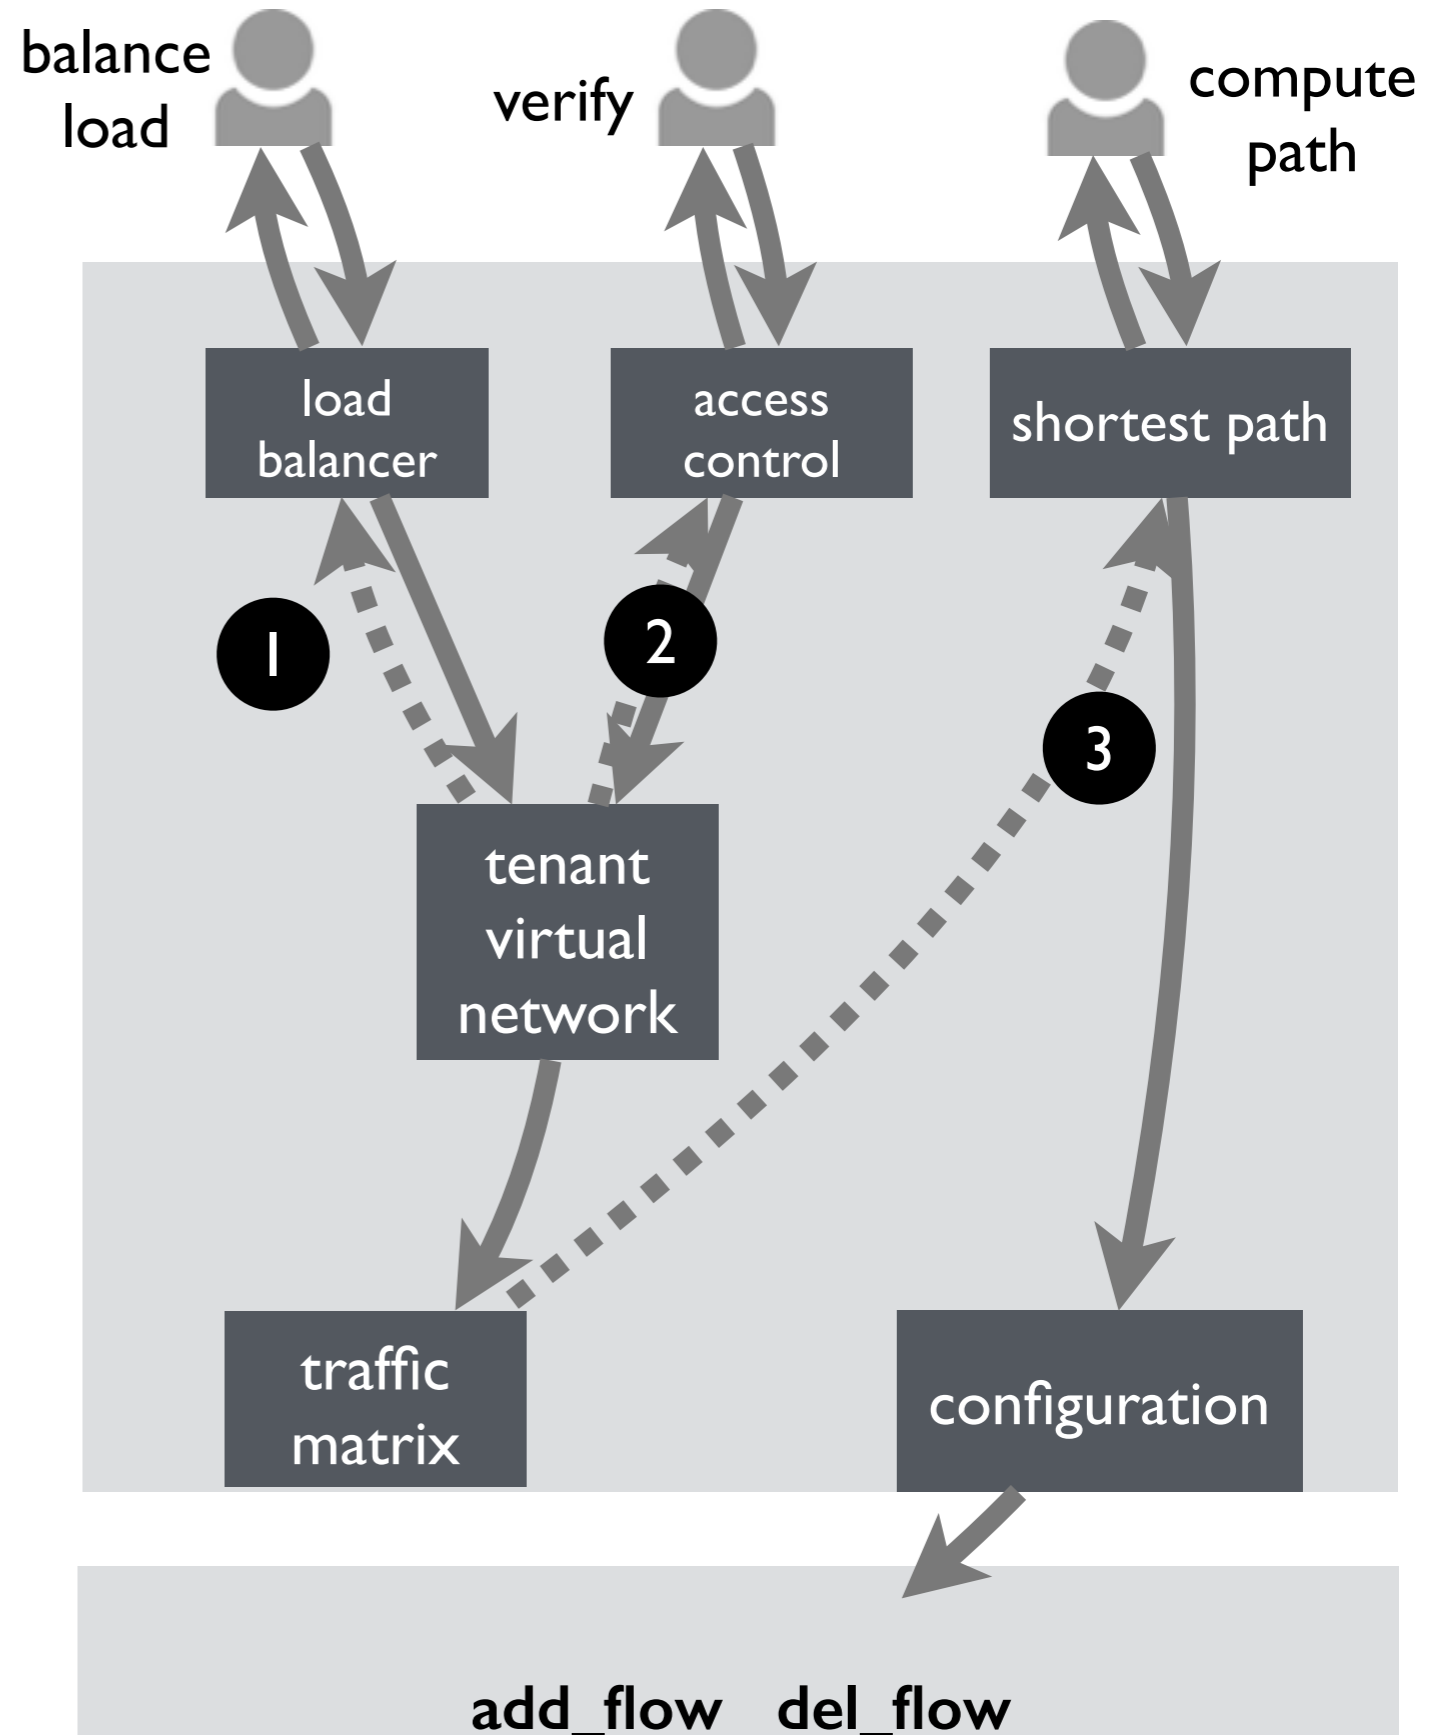 balance
load
verify
compute
path
load
balancer
access
control
shortest path
1
2
3
tenant
virtual
network
traffic
matrix
configuration
add_flow del_flow